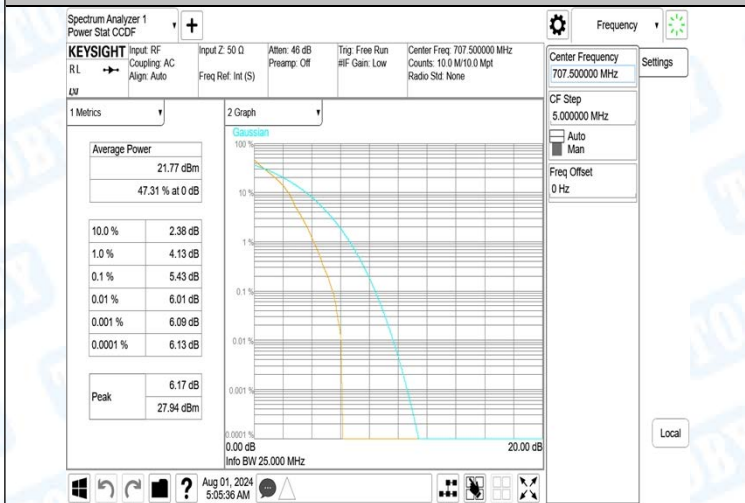 Spectrum Analyzer 1
Power Stat CCDF
Frequency
KEYSIGHT
RL
Input: RF
Coupling: AC
Align: Auto
Input Z: 50 Ω
Freq Ref: Int (S)
Atten: 46 dB
Preamp: Off
Trig: Free Run
#IF Gain: Low
Center Freq: 707.500000 MHz
Counts: 10.0 M/10.0 Mpt
Radio Std: None
Center Frequency
707.500000 MHz
Settings
CF Step
5.000000 MHz
Auto
Man
Freq Offset
0 Hz
1 Metrics
Average Power
21.77 dBm
47.31 % at 0 dB
10.0 % 2.38 dB
1.0 % 4.13 dB
0.1 % 5.43 dB
0.01 % 6.01 dB
0.001 % 6.09 dB
0.0001 % 6.13 dB
Peak 6.17 dB
27.94 dBm
2 Graph
Gaussian
100 %
10 %
1 %
0.1 %
0.01 %
0.001 %
0.0001 %
0.00 dB 20.00 dB
Info BW 25.000 MHz
Local
?
Aug 01, 2024
5:05:36 AM